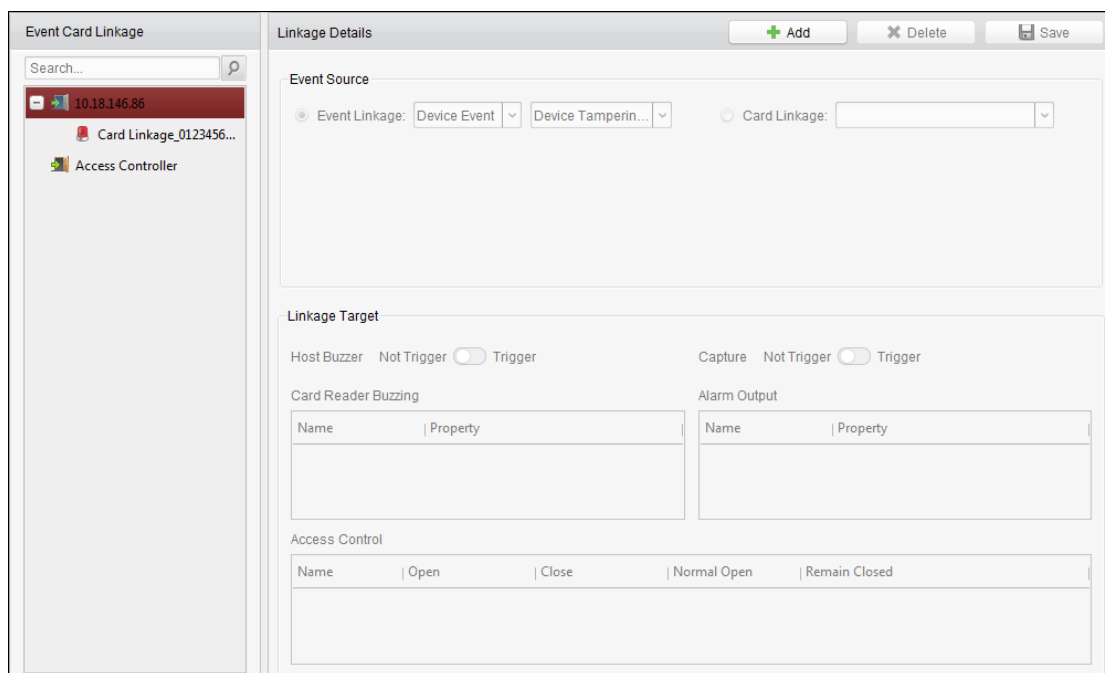 Event Card Linkage
Search...
10.18.146.86
Card Linkage_0123456...
Access Controller
Linkage Details
Add
Delete
Save
Event Source
Event Linkage: Device Event Device Tamperin... Card Linkage:
Linkage Target
Host Buzzer Not Trigger Trigger
Capture Not Trigger Trigger
Card Reader Buzzing
Name Property
Alarm Output
Name Property
Access Control
Name Open Close Normal Open Remain Closed